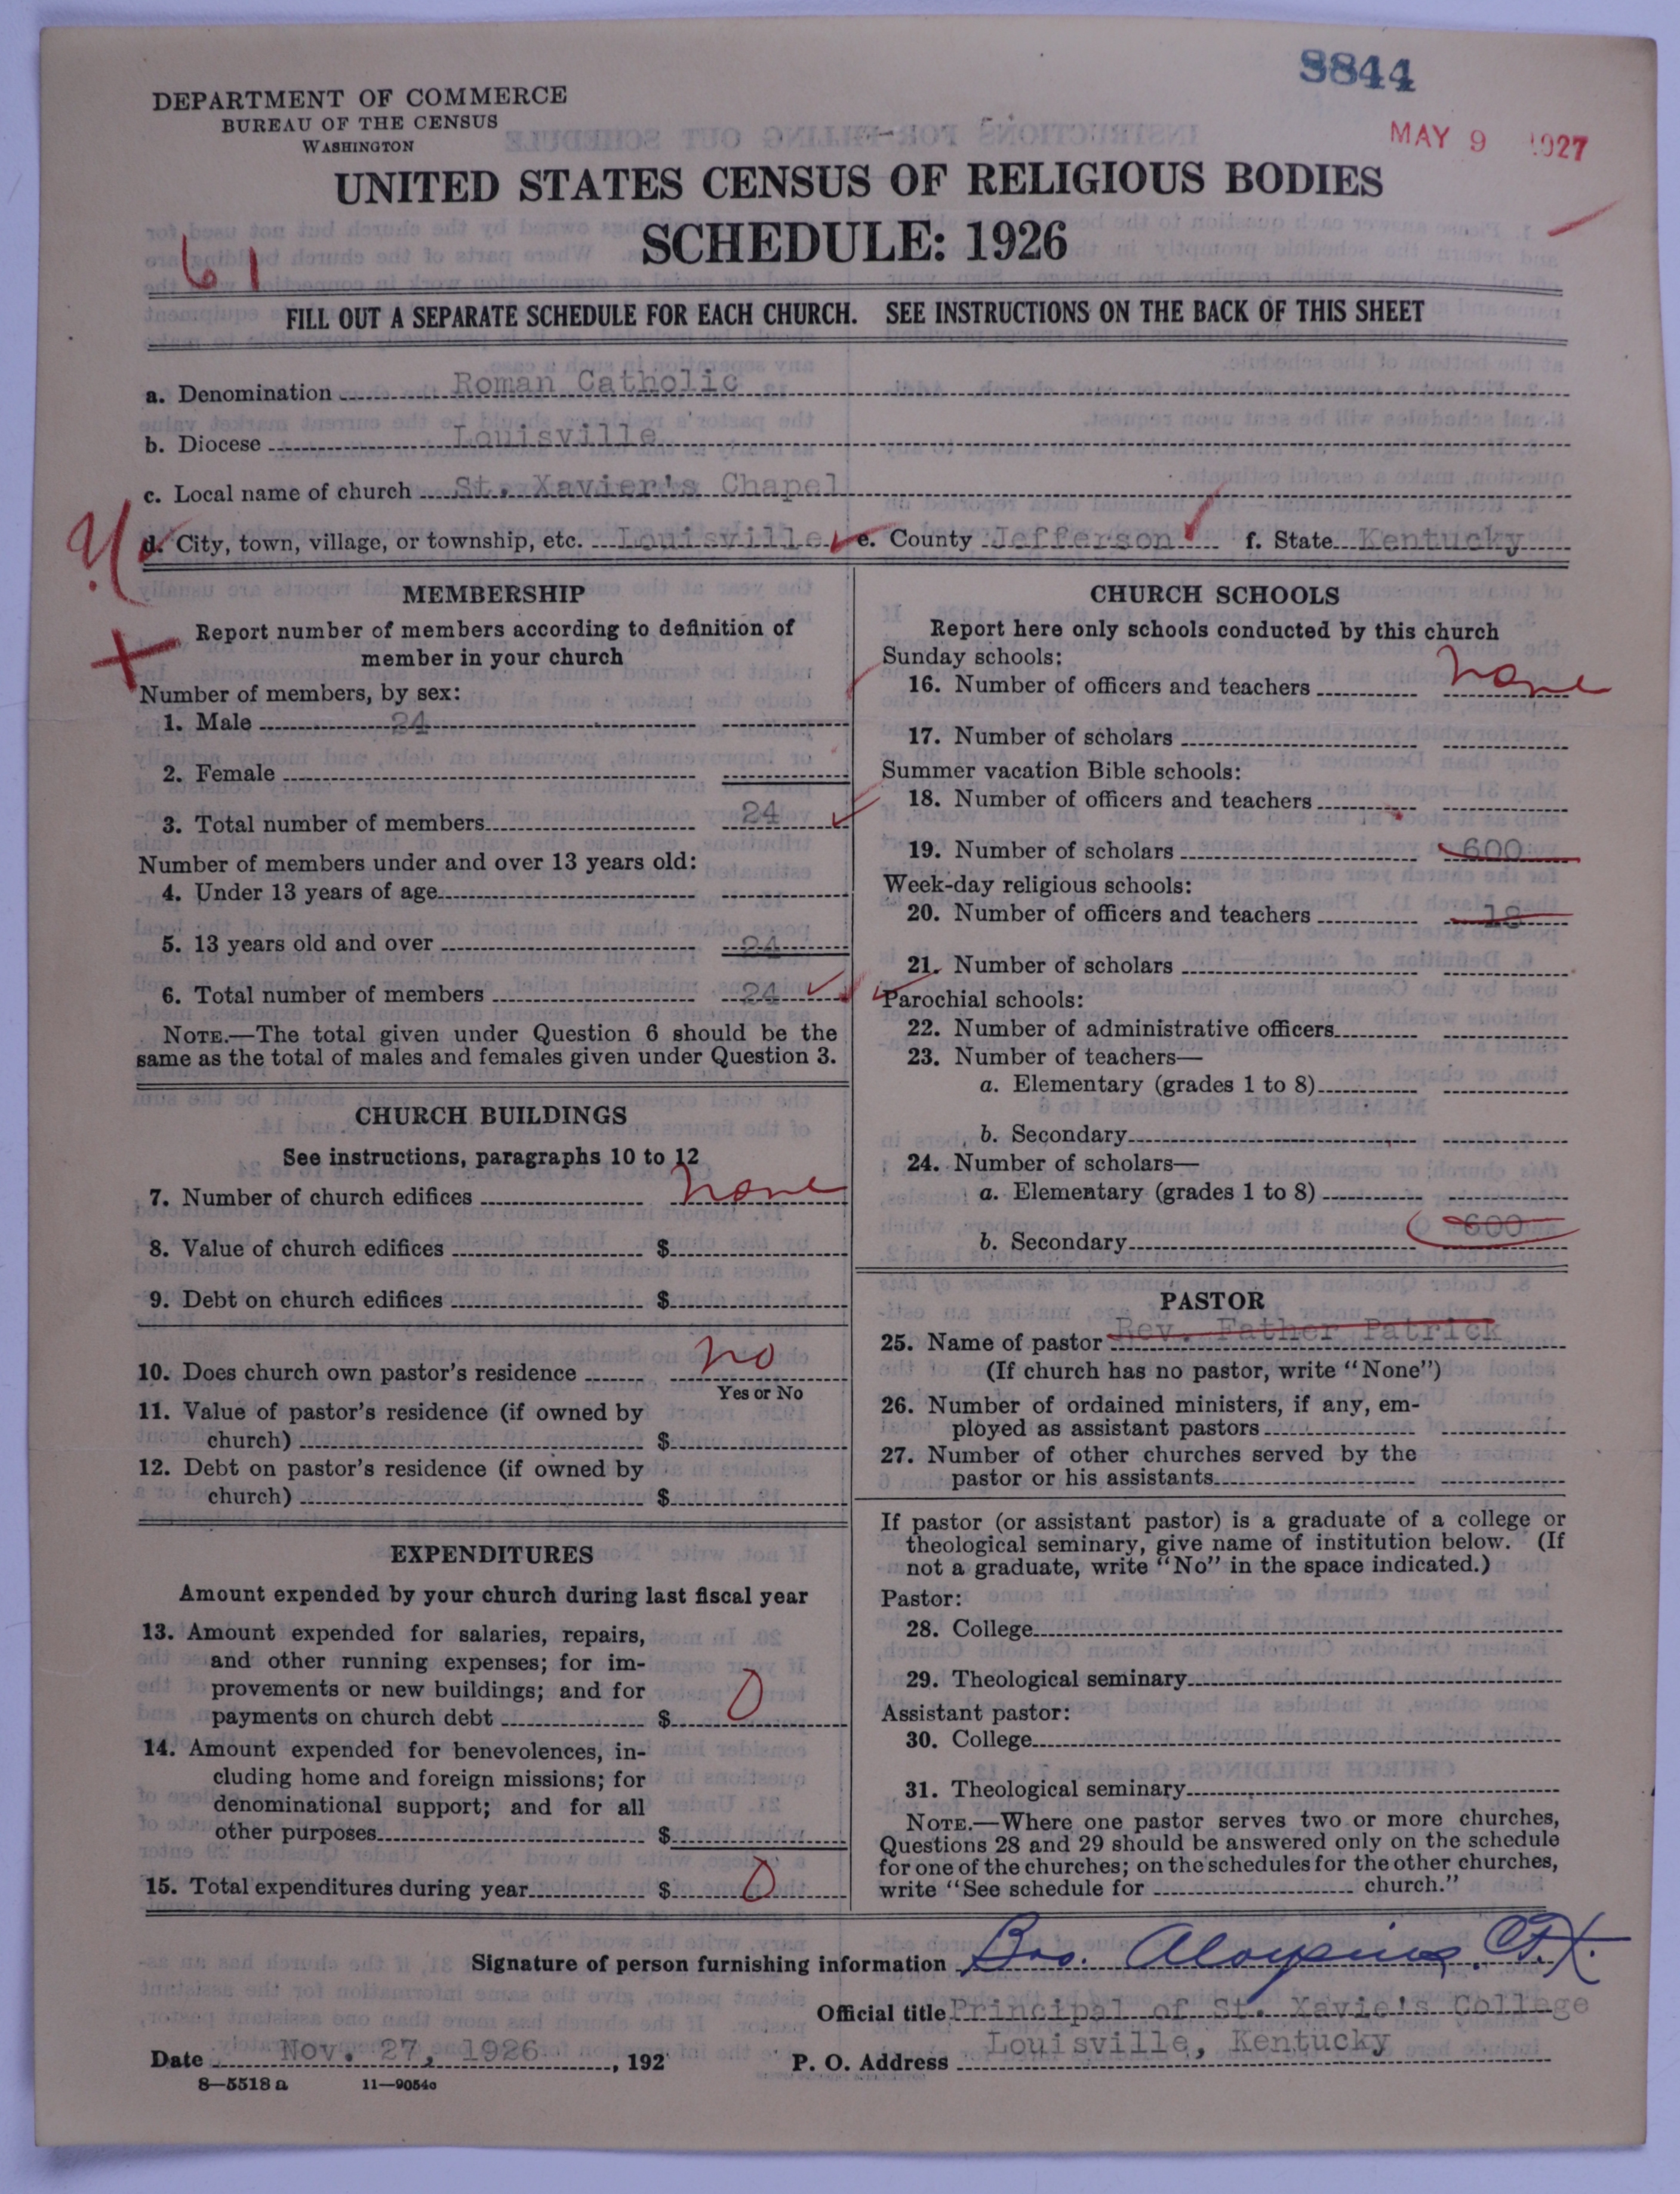 8844
DEPARTMENT OF COMMERCE
BUREAU OF THE CENSUS
WASHINGTON
MAY 9 1927
UNITED STATES CENSUS OF RELIGIOUS BODIES
SCHEDULE: 1926
61
FILL OUT A SEPARATE SCHEDULE FOR EACH CHURCH. SEE INSTRUCTIONS ON THE BACK OF THIS SHEET
a. Denomination Roman Catholic
b. Diocese Louisville
c. Local name of church St. Xavier's Chapel
d. City, town, village, or township, etc. Louisville e. County Jefferson f. State Kentucky
MEMBERSHIP
Report number of members according to definition of
member in your church
Number of members, by sex:
1. Male 24
2. Female
3. Total number of members 24
Number of members under and over 13 years old:
4. Under 13 years of age
5. 13 years old and over 24
6. Total number of members 24
NOTE.—The total given under Question 6 should be the
same as the total of males and females given under Question 3.
CHURCH BUILDINGS
See instructions, paragraphs 10 to 12
7. Number of church edifices none
8. Value of church edifices $
9. Debt on church edifices $
10. Does church own pastor's residence no
Yes or No
11. Value of pastor's residence (if owned by
church) $
12. Debt on pastor's residence (if owned by
church) $
EXPENDITURES
Amount expended by your church during last fiscal year
13. Amount expended for salaries, repairs,
and other running expenses; for im-
provements or new buildings; and for
payments on church debt $ 0
14. Amount expended for benevolences, in-
cluding home and foreign missions; for
denominational support; and for all
other purposes $
15. Total expenditures during year $ 0
CHURCH SCHOOLS
Report here only schools conducted by this church
Sunday schools:
16. Number of officers and teachers none
17. Number of scholars
Summer vacation Bible schools:
18. Number of officers and teachers
19. Number of scholars 600
Week-day religious schools:
20. Number of officers and teachers 18
21. Number of scholars
Parochial schools:
22. Number of administrative officers
23. Number of teachers—
a. Elementary (grades 1 to 8)
b. Secondary
24. Number of scholars—
a. Elementary (grades 1 to 8)
b. Secondary 600
PASTOR
25. Name of pastor Rev. Father Patrick
(If church has no pastor, write "None")
26. Number of ordained ministers, if any, em-
ployed as assistant pastors
27. Number of other churches served by the
pastor or his assistants
If pastor (or assistant pastor) is a graduate of a college or
theological seminary, give name of institution below. (If
not a graduate, write "No" in the space indicated.)
Pastor:
28. College
29. Theological seminary
Assistant pastor:
30. College
31. Theological seminary
NOTE.—Where one pastor serves two or more churches,
Questions 28 and 29 should be answered only on the schedule
for one of the churches; on the schedules for the other churches,
write "See schedule for church."
Signature of person furnishing information Bro. Aloysius, C.F.X.
Official title Principal of St. Xavie's College
Date Nov. 27, 1926, 192 P. O. Address Louisville, Kentucky
8—5518 a 11—9054c